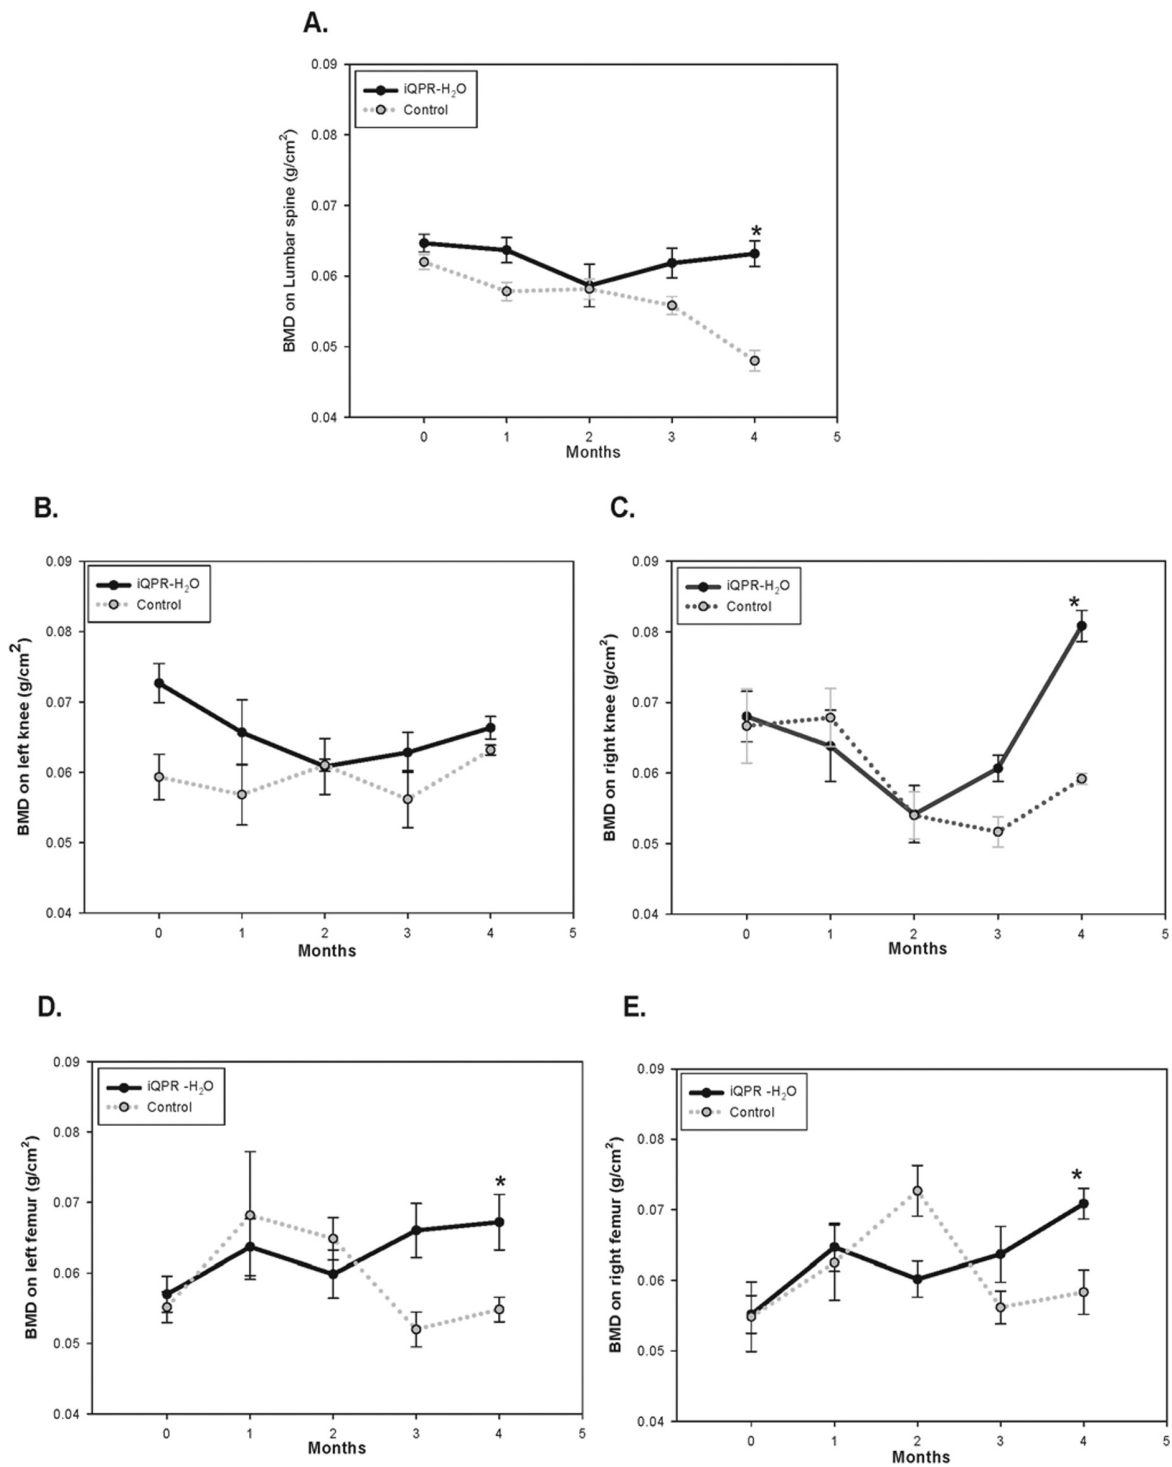 A.
BMD on Lumbar spine (g/cm²)
0.09
0.08
0.07
0.06
0.05
0.04
iQPR-H₂O
Control
*
0 1 2 3 4 5
Months
B.
BMD on left knee (g/cm²)
0.09
0.08
0.07
0.06
0.05
0.04
iQPR-H₂O
Control
0 1 2 3 4 5
Months
C.
BMD on right knee (g/cm²)
0.09
0.08
0.07
0.06
0.05
0.04
iQPR-H₂O
Control
*
0 1 2 3 4 5
Months
D.
BMD on left femur (g/cm²)
0.09
0.08
0.07
0.06
0.05
0.04
iQPR -H₂O
Control
*
0 1 2 3 4 5
Months
E.
BMD on right femur (g/cm²)
0.09
0.08
0.07
0.06
0.05
0.04
iQPR -H₂O
Control
*
0 1 2 3 4 5
Months